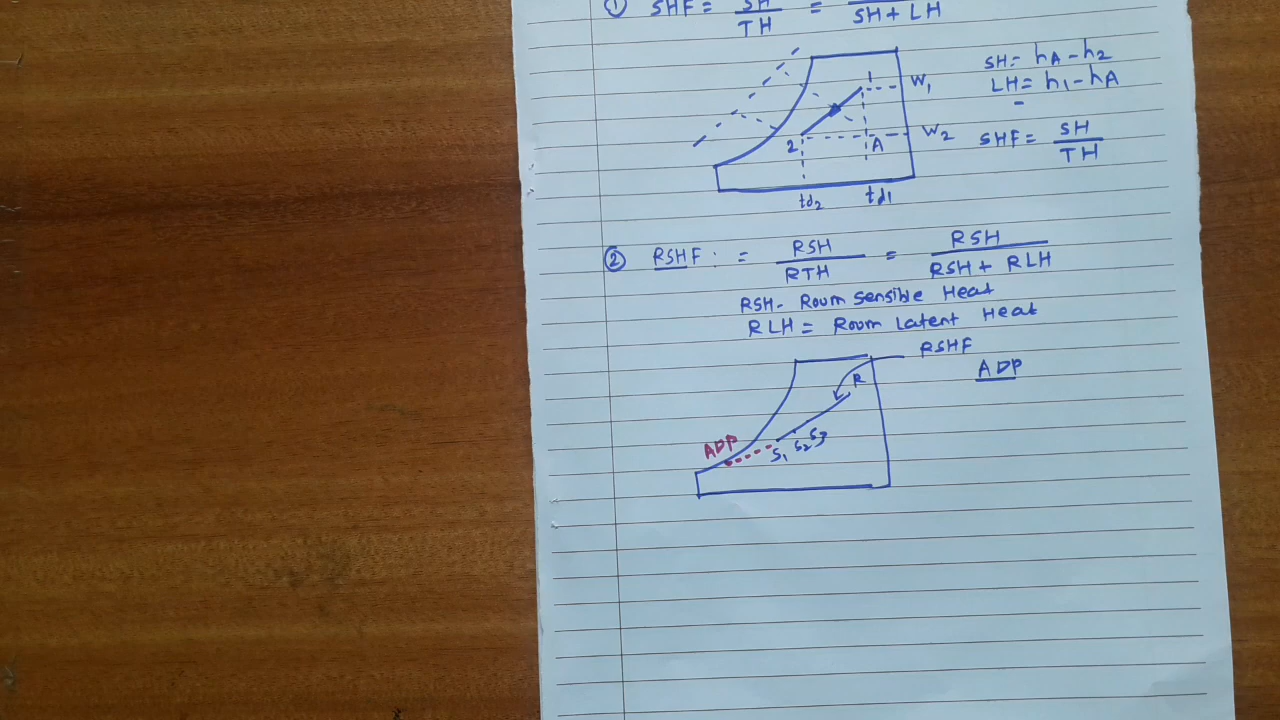 ① SHF = SH / TH = SH + LH
SH = hA - h2
LH = h1 - hA
1 W1
2 A W2
SHF = SH / TH
td2 td1
② RSHF : = RSH / RTH = RSH / RSH + RLH
RSH - Room Sensible Heat
RLH = Room Latent Heat
RSHF
R ADP
ADP S1 S2 S3